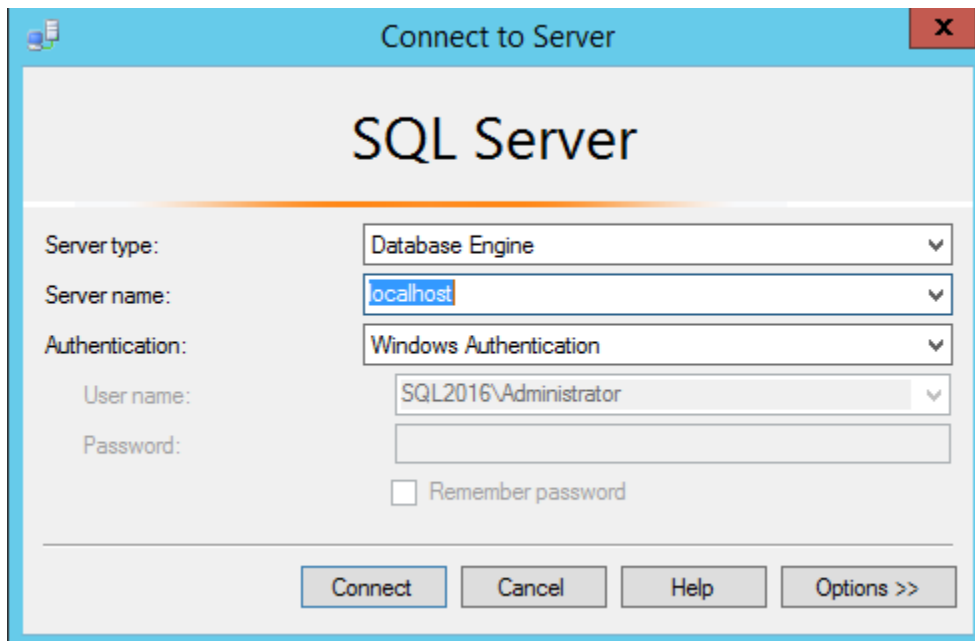 Connect to Server
x
SQL Server
Server type: Database Engine
Server name: localhost
Authentication: Windows Authentication
User name: SQL2016\Administrator
Password:
Remember password
Connect Cancel Help Options >>